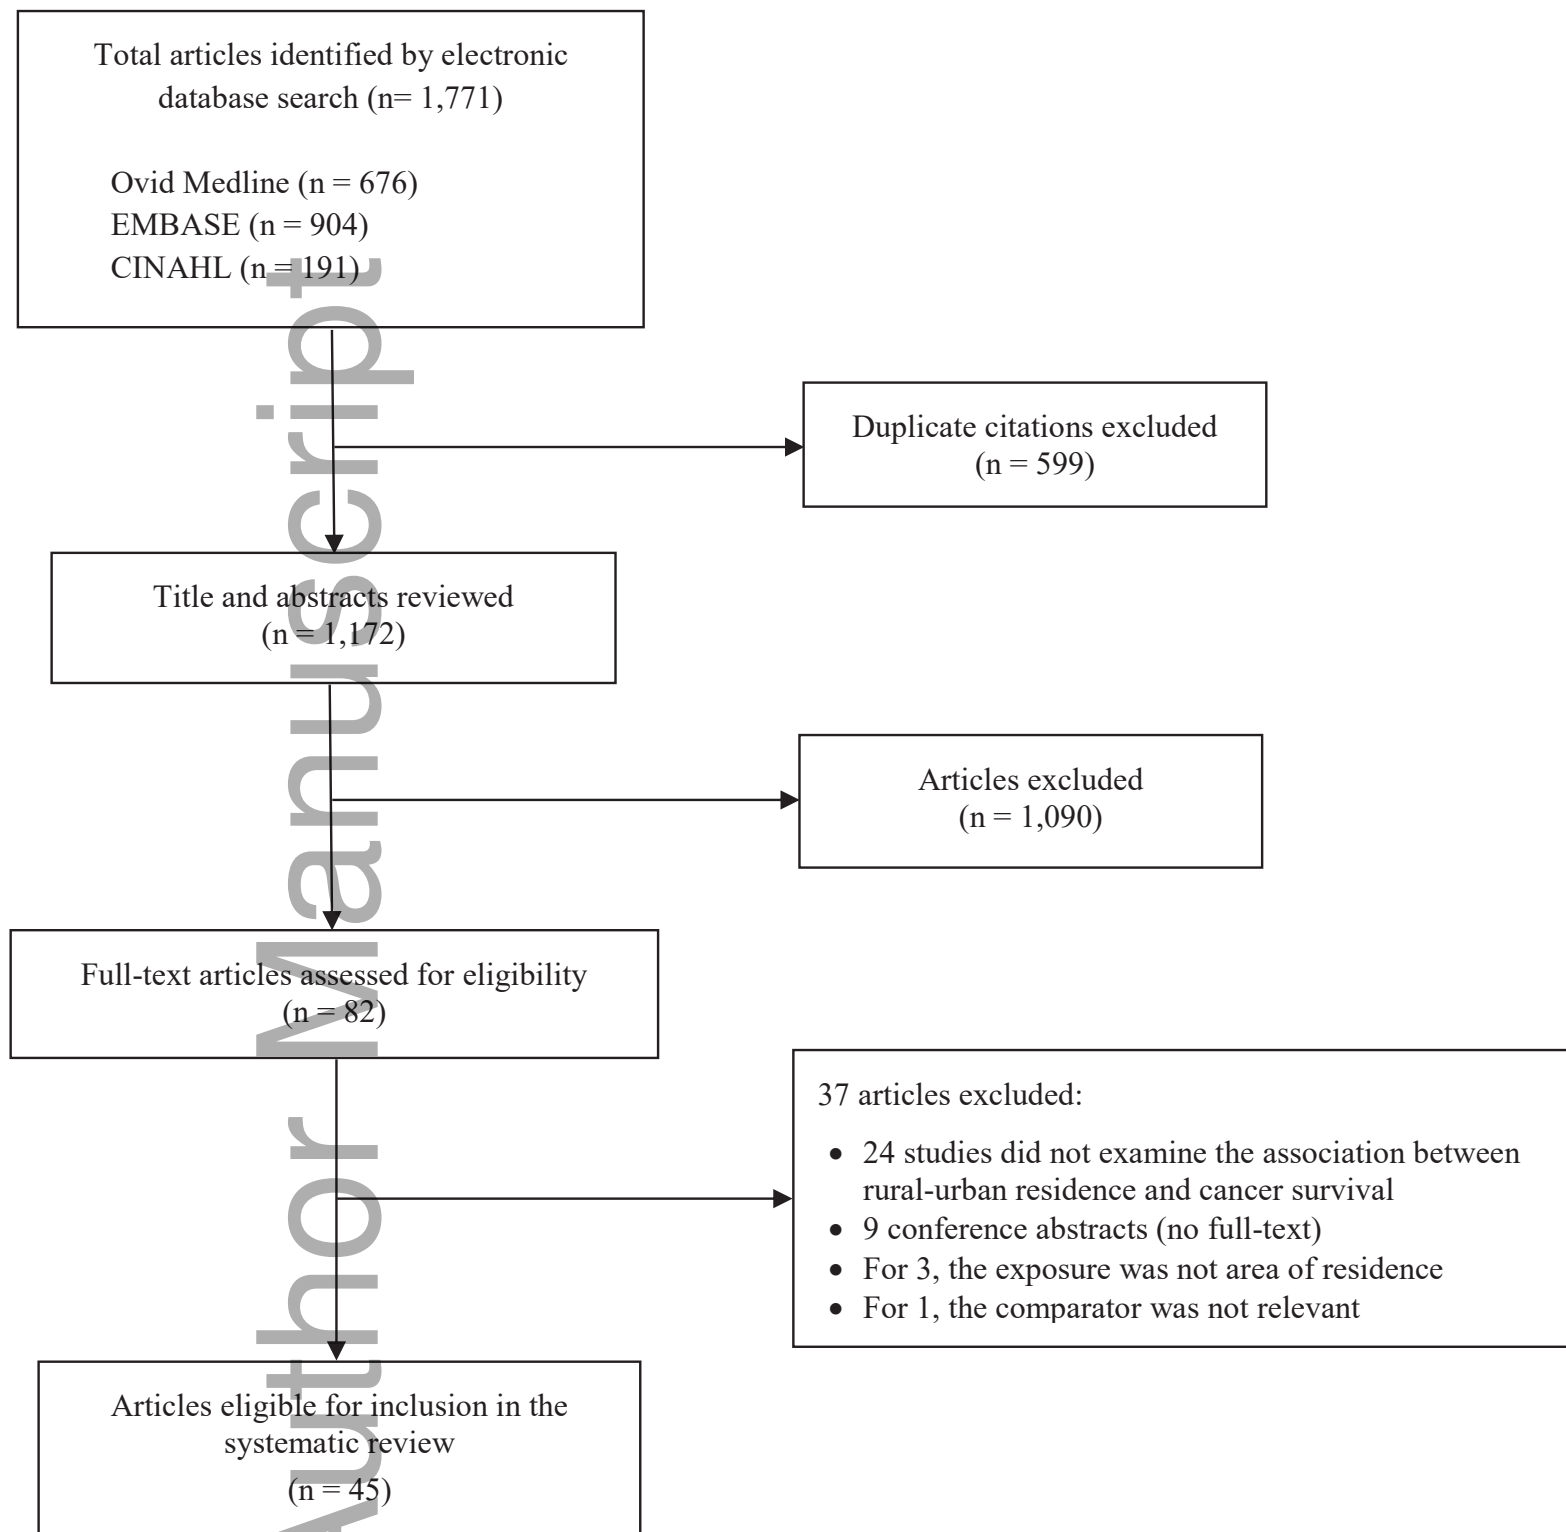 Total articles identified by electronic
database search (n= 1,771)
Ovid Medline (n = 676)
EMBASE (n = 904)
CINAHL (n = 191)
Duplicate citations excluded
(n = 599)
Title and abstracts reviewed
(n = 1,172)
Articles excluded
(n = 1,090)
Full-text articles assessed for eligibility
(n = 82)
37 articles excluded:
• 24 studies did not examine the association between
rural-urban residence and cancer survival
• 9 conference abstracts (no full-text)
• For 3, the exposure was not area of residence
• For 1, the comparator was not relevant
Articles eligible for inclusion in the
systematic review
(n = 45)
Author Manuscript